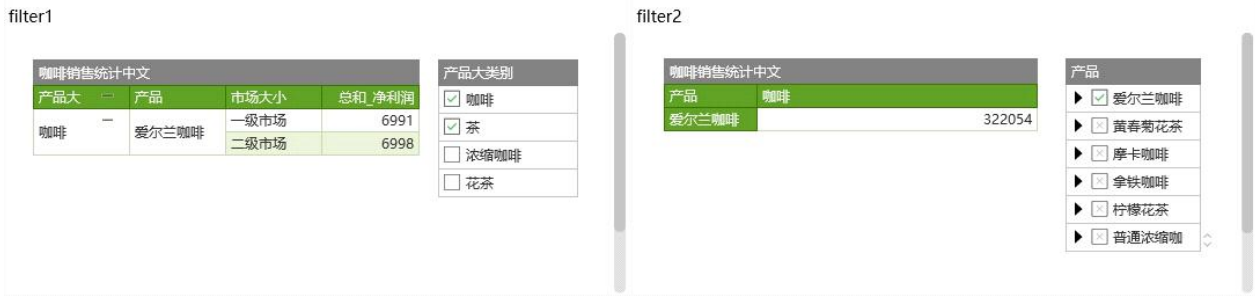 filter1
咖啡销售统计中文
产品大 产品 市场大小 总和_净利润
咖啡 爱尔兰咖啡 一级市场 6991
二级市场 6998
产品大类别
咖啡
茶
浓缩咖啡
花茶
filter2
咖啡销售统计中文
产品 咖啡
爱尔兰咖啡 322054
产品
爱尔兰咖啡
黄春菊花茶
摩卡咖啡
拿铁咖啡
柠檬花茶
普通浓缩咖